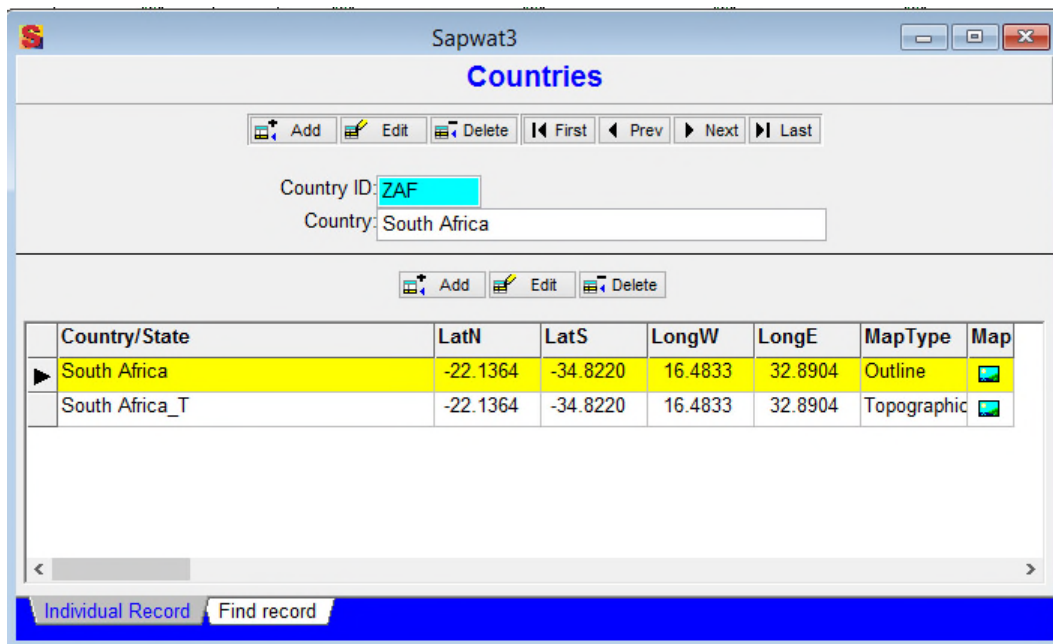 Sapwat3
Countries
Add Edit Delete First Prev Next Last
Country ID: ZAF
Country: South Africa
Add Edit Delete
Country/State LatN LatS LongW LongE MapType Map
South Africa -22.1364 -34.8220 16.4833 32.8904 Outline
South Africa_T -22.1364 -34.8220 16.4833 32.8904 Topographic
Individual Record Find record